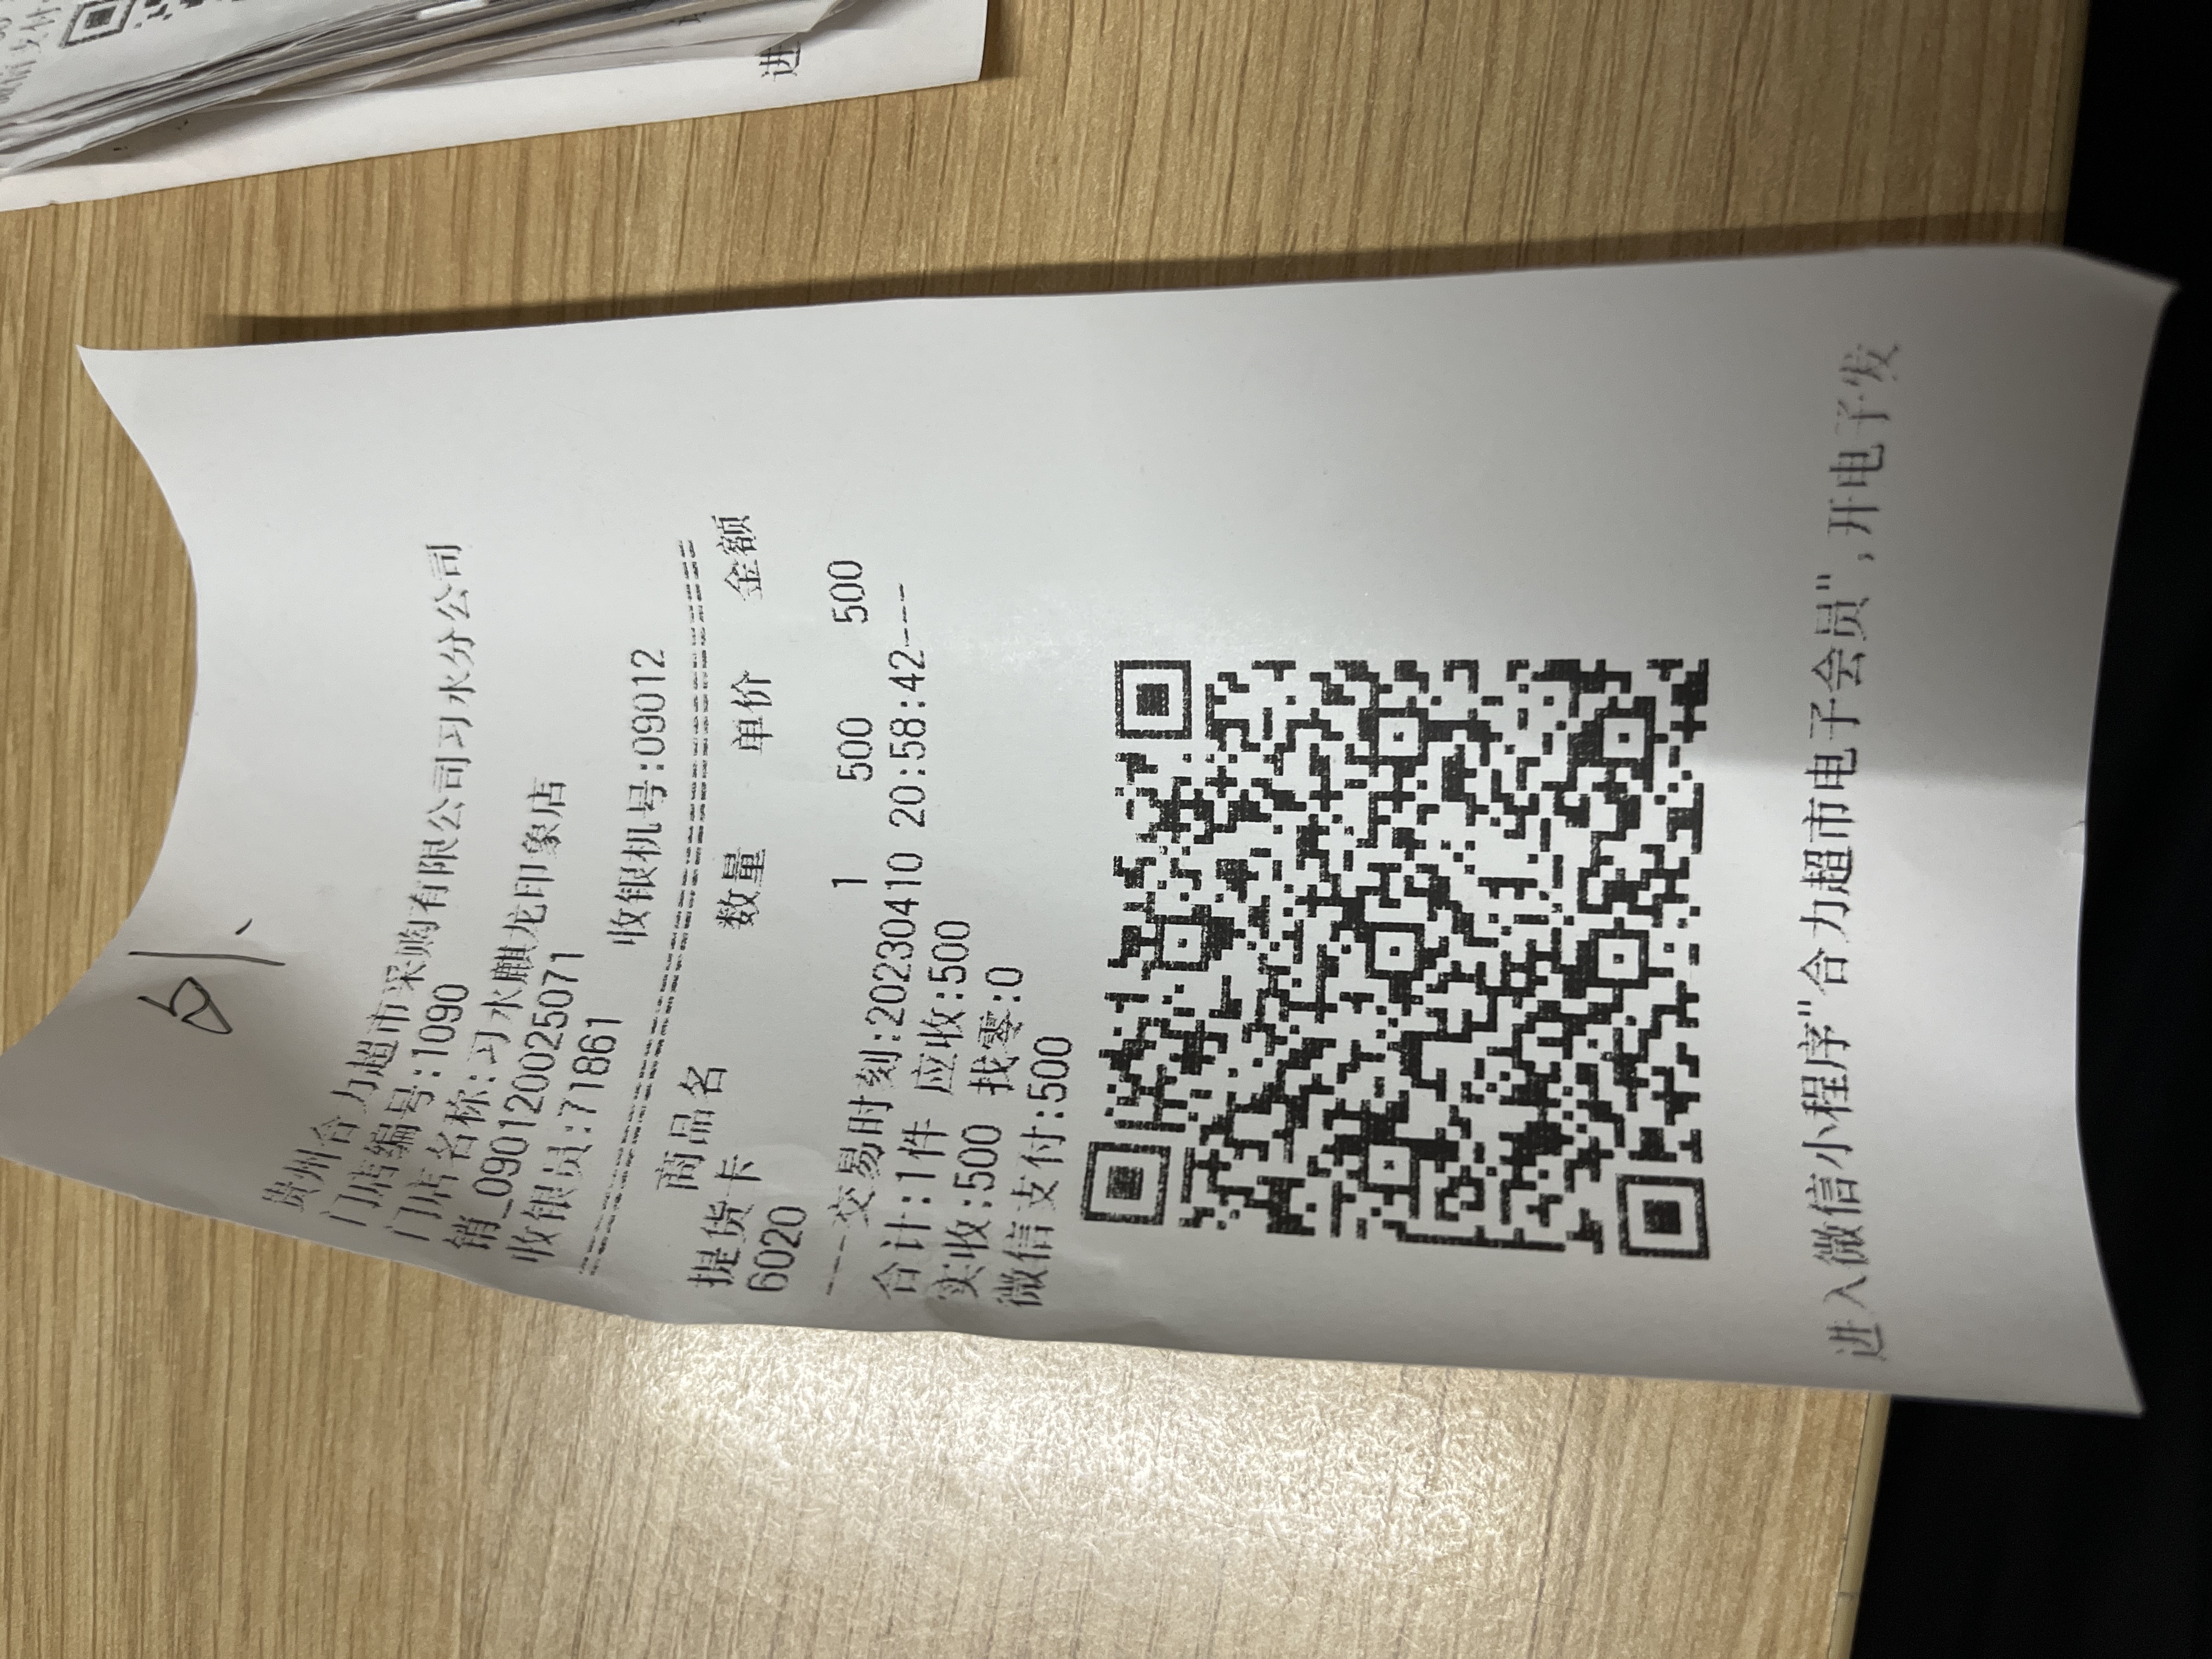 贵州合力超市采购有限公司习水分公司
门店编号:1090
门店名称:习水麒龙印象店
销_0901200025071
收银员:71861 收银机号:09012
========================================
商品名 数量 单价 金额
提货卡
6020 1 500 500
----交易时刻:20230410 20:58:42----
合计:1件 应收:500
实收:500 找零:0
微信支付:500
进入微信小程序"合力超市电子会员",开电子发
进